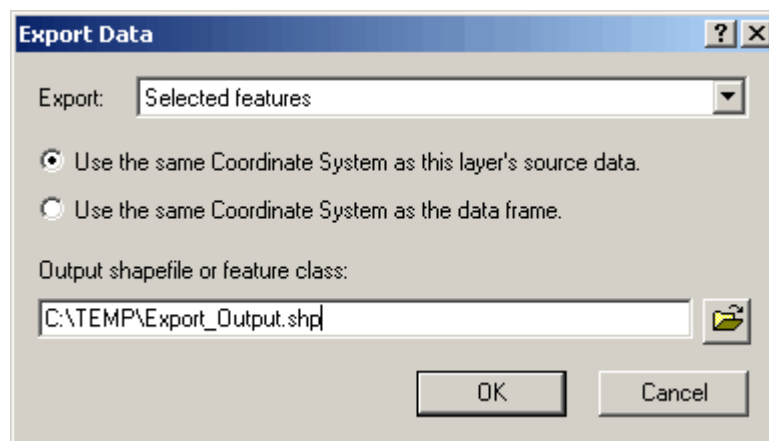 Export Data
Export: Selected features
Use the same Coordinate System as this layer's source data.
Use the same Coordinate System as the data frame.
Output shapefile or feature class:
C:\TEMP\Export_Output.shp
OK Cancel